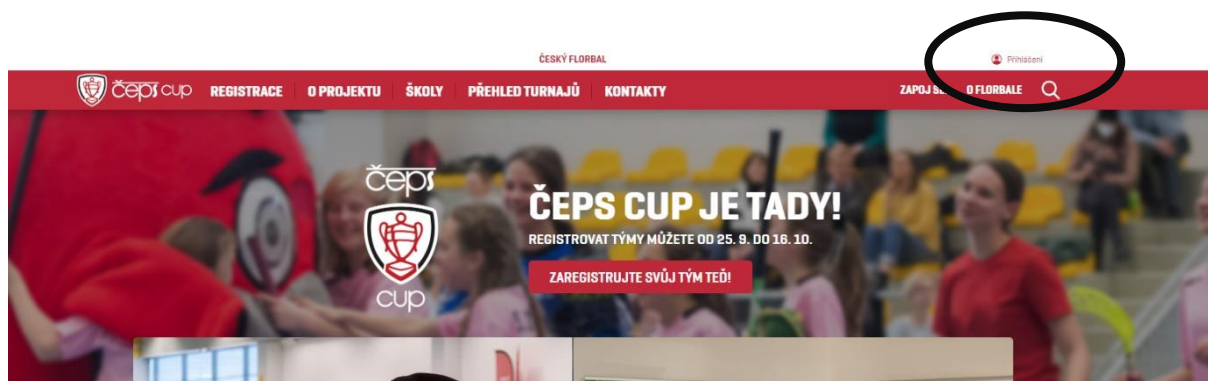 ČESKÝ FLORBAL
Přihlášení
čeps cup REGISTRACE O PROJEKTU ŠKOLY PŘEHLED TURNAJŮ KONTAKTY O FLORBALE
čeps
cup
ČEPS CUP JE TADY!
REGISTROVAT TÝMY MŮŽETE OD 25. 9. DO 16. 10.
ZAREGISTRUJTE SVŮJ TÝM TEĎ!